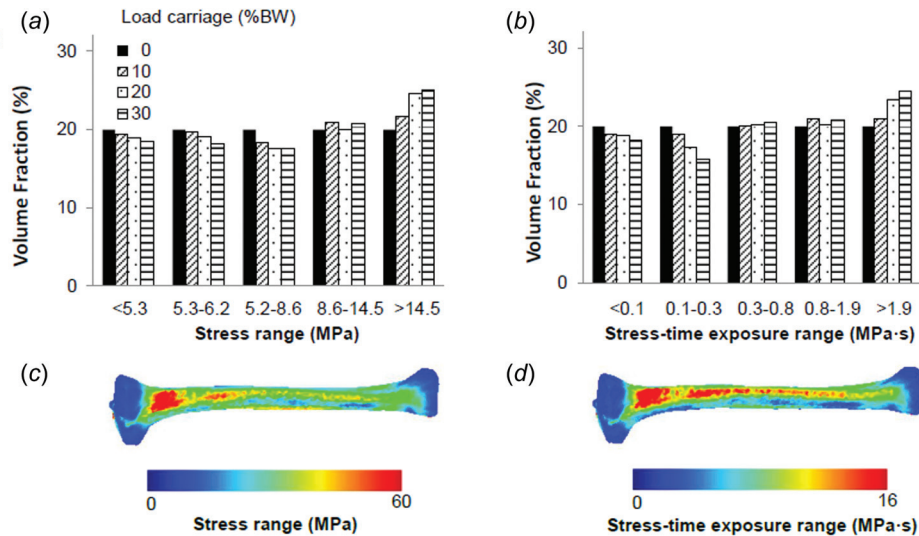 (a)
Load carriage (%BW)
0
10
20
30
Volume Fraction (%)
30
20
10
0
<5.3
5.3-6.2
5.2-8.6
8.6-14.5
>14.5
Stress range (MPa)
(b)
Volume Fraction (%)
30
20
10
0
<0.1
0.1-0.3
0.3-0.8
0.8-1.9
>1.9
Stress-time exposure range (MPa·s)
(c)
0
60
Stress range (MPa)
(d)
0
16
Stress-time exposure range (MPa·s)